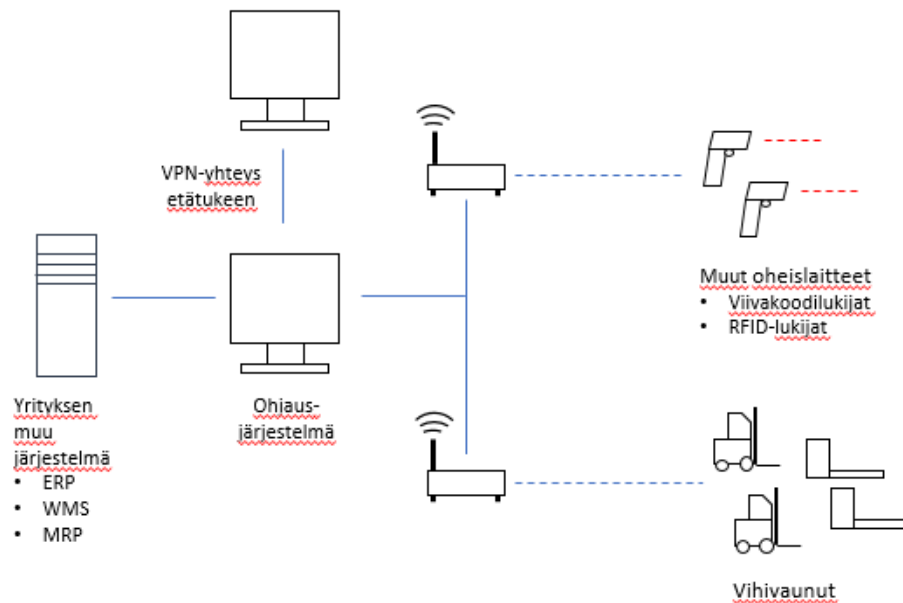 VPN-yhteys
etätukeen
Muut oheislaitteet
• Viivakoodilukijat
• RFID-lukijat
Yrityksen
muu
järjestelmä
• ERP
• WMS
• MRP
Ohjaus-
järjestelmä
Vihivaunut